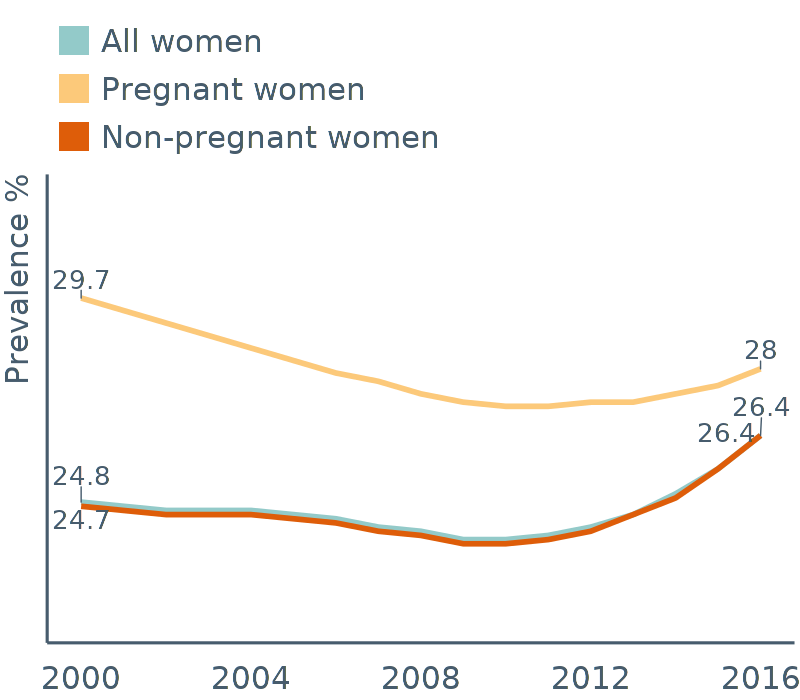 All women
Pregnant women
Non-pregnant women
Prevalence %
29.7
28
26.4
26.4
24.8
24.7
2000 2004 2008 2012 2016